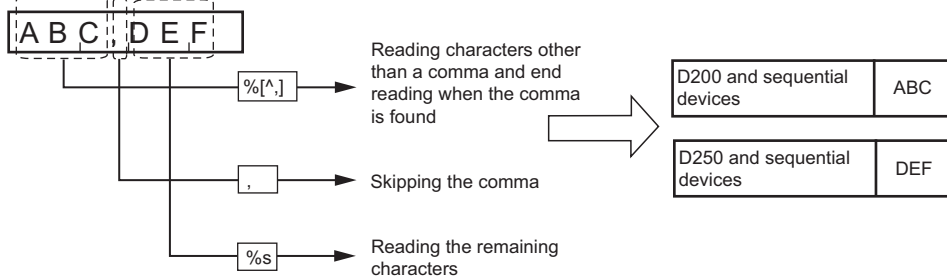 A B C , D E F
%[^,]
Reading characters other
than a comma and end
reading when the comma
is found
,
Skipping the comma
%s
Reading the remaining
characters
D200 and sequential
devices
ABC
D250 and sequential
devices
DEF